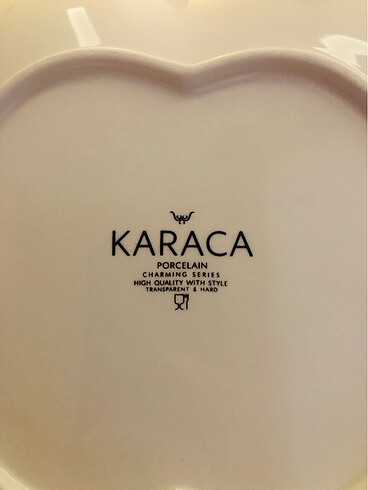 KARACA
PORCELAIN
CHARMING SERIES
HIGH QUALITY WITH STYLE
TRANSPARENT & HARD